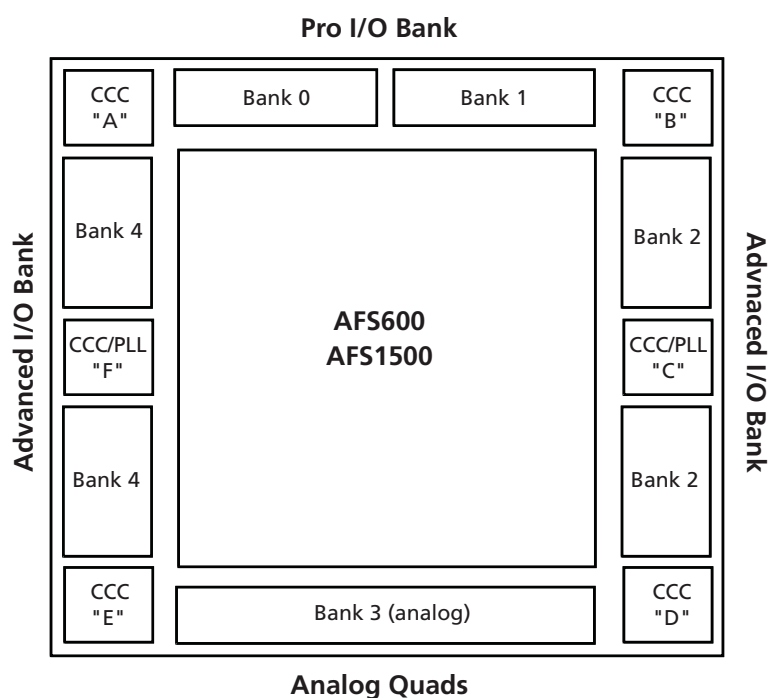 Pro I/O Bank
CCC
"A"
Bank 0
Bank 1
CCC
"B"
Bank 4
Bank 2
Advanced I/O Bank
Advnaced I/O Bank
AFS600
AFS1500
CCC/PLL
"F"
CCC/PLL
"C"
Bank 4
Bank 2
CCC
"E"
Bank 3 (analog)
CCC
"D"
Analog Quads